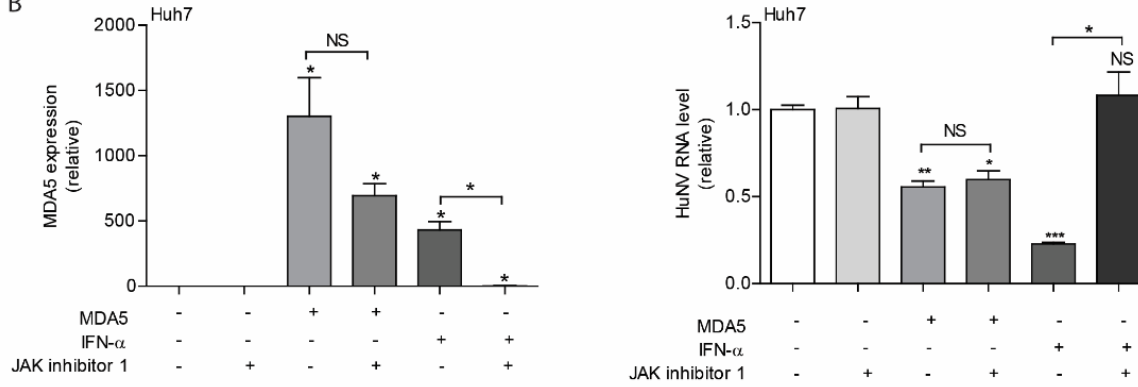 B
Huh7
2000
1500
1000
500
0
MDA5 expression
(relative)
NS
*
*
*
*
*
MDA5 - - + + - -
IFN-α - - - - + +
JAK inhibitor 1 - + - + - +
Huh7
1.5
1.0
0.5
0.0
HuNV RNA level
(relative)
*
NS
NS
**
*
***
MDA5 - - + + - -
IFN-α - - - - + +
JAK inhibitor 1 - + - + - +